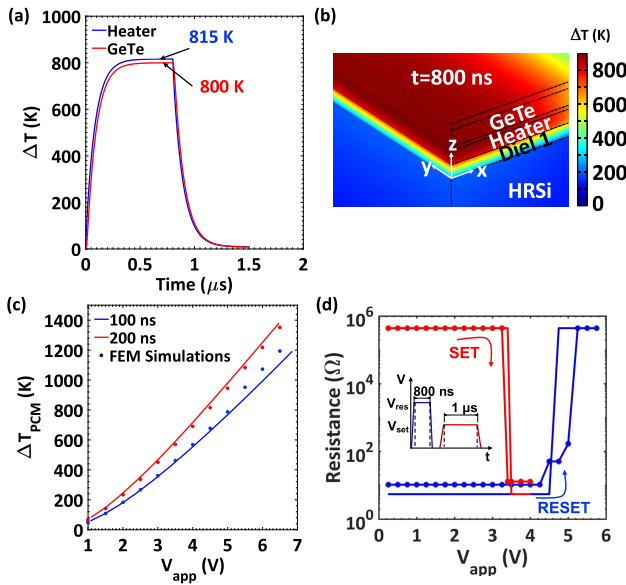 (a)
1000
800
600
400
200
0
ΔT (K)
Heater
GeTe
815 K
800 K
0
0.5
1
1.5
2
Time (μs)
(b)
t=800 ns
GeTe
Heater
Diel 1
z
y
x
HRSi
ΔT (K)
800
600
400
200
0
(c)
1400
1200
1000
800
600
400
200
0
ΔT_PCM (K)
100 ns
200 ns
FEM Simulations
1
2
3
4
5
6
7
V_app (V)
(d)
10^6
10^4
10^2
10^0
Resistance (Ω)
SET
V
800 ns
V_res
1 μs
V_set
t
RESET
0
1
2
3
4
5
6
V_app (V)